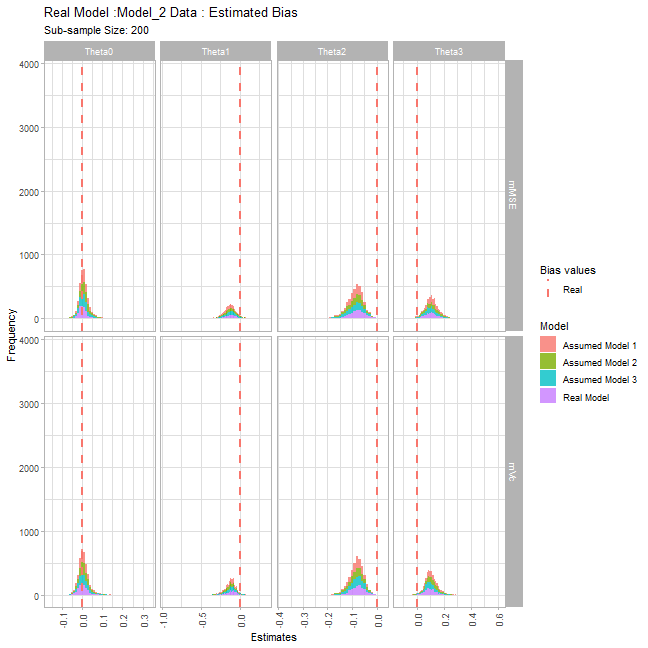 Real Model :Model_2 Data : Estimated Bias
Sub-sample Size: 200
Theta0 Theta1 Theta2 Theta3
4000
3000
2000
1000
0
mMSE
4000
3000
2000
1000
0
mVc
Frequency
-0.1 0.0 0.1 0.2 0.3 -1.0 -0.5 0.0 -0.4 -0.3 -0.2 -0.1 0.0 0.0 0.2 0.4 0.6
Estimates
Bias values
Real
Model
Assumed Model 1
Assumed Model 2
Assumed Model 3
Real Model